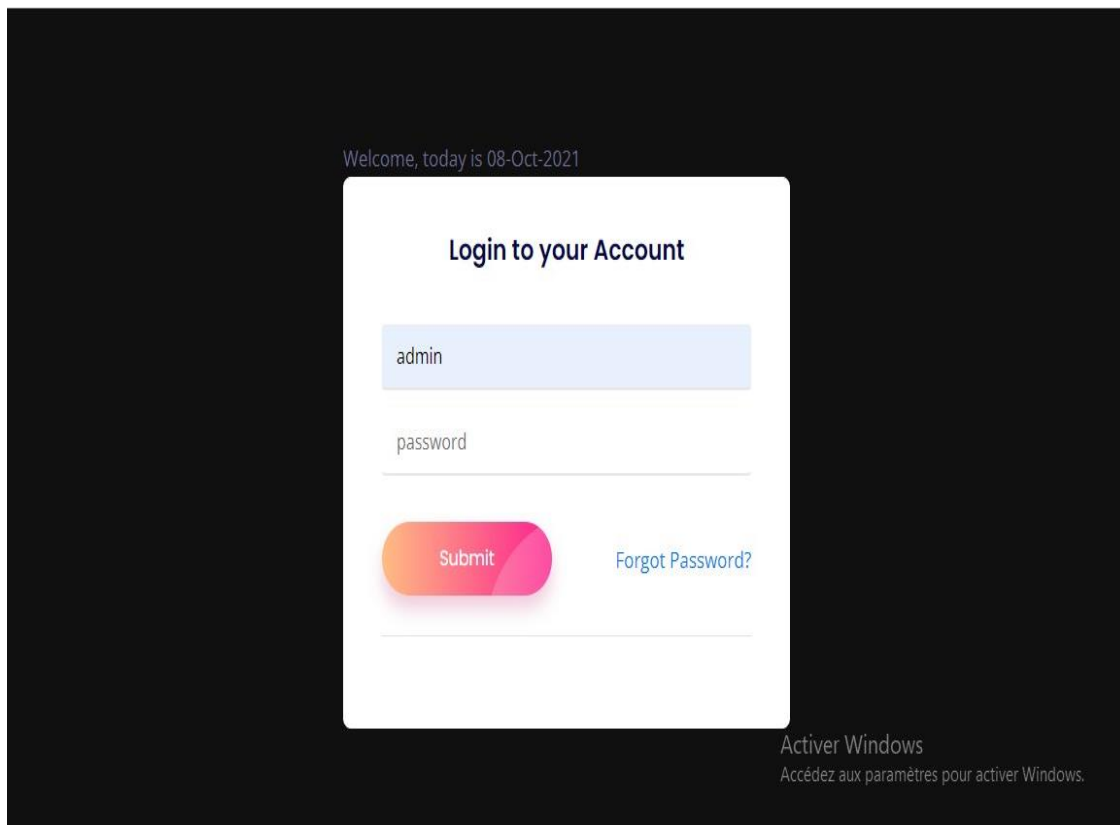 Welcome, today is 08-Oct-2021
Login to your Account
admin
password
Submit
Forgot Password?
Activer Windows
Accédez aux paramètres pour activer Windows.